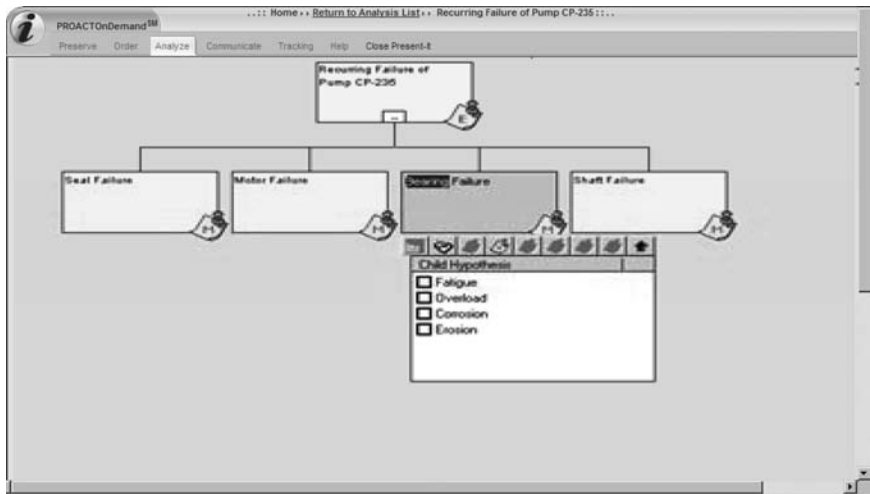 ..:: Home ›› Return to Analysis List ›› Recurring Failure of Pump CP-235 ::..
i
PROACTOnDemand SM
Preserve Order Analyze Communicate Tracking Help Close Present-It
Recurring Failure of
Pump CP-235
E
Seal Failure
M
Motor Failure
M
Bearing Failure
M
Shaft Failure
M
Child Hypothesis
Fatigue
Overload
Corrosion
Erosion